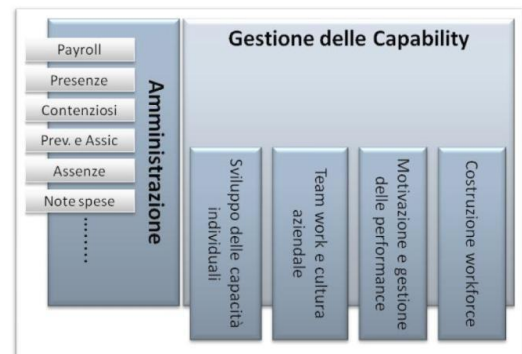 Gestione delle Capability
Amministrazione
Payroll
Presenze
Contenziosi
Prev. e Assic
Assenze
Note spese
........
Sviluppo delle capacità
individuali
Team work e cultura
aziendale
Motivazione e gestione
delle performance
Costruzione workforce